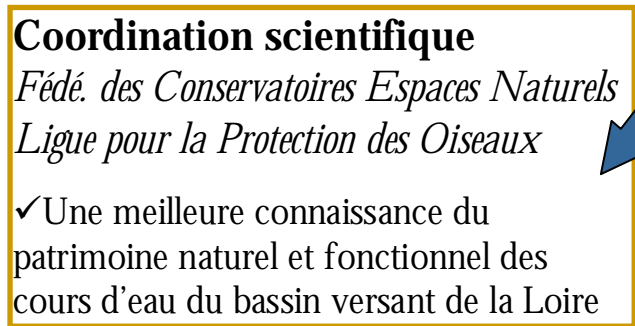 Coordination scientifique
Fédé. des Conservatoires Espaces Naturels
Ligue pour la Protection des Oiseaux
✓Une meilleure connaissance du
patrimoine naturel et fonctionnel des
cours d'eau du bassin versant de la Loire